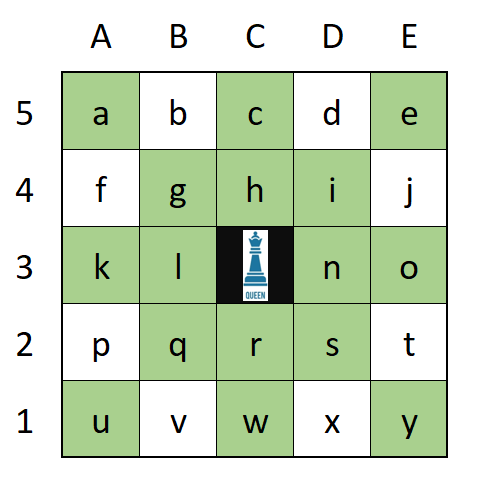 A B C D E
5 a b c d e
4 f g h i j
3 k l n o
QUEEN
2 p q r s t
1 u v w x y